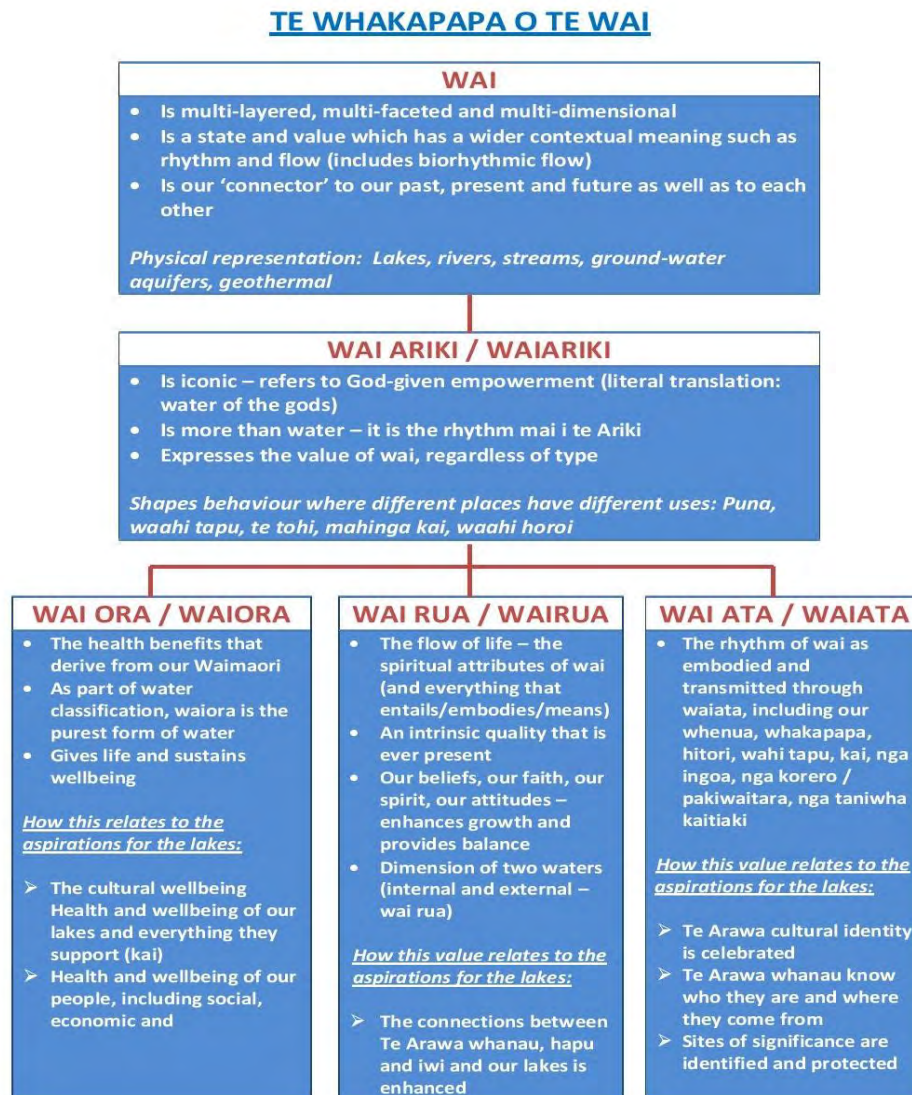 TE WHAKAPAPA O TE WAI
WAI
• Is multi-layered, multi-faceted and multi-dimensional
• Is a state and value which has a wider contextual meaning such as
rhythm and flow (includes biorhythmic flow)
• Is our ‘connector’ to our past, present and future as well as to each
other
Physical representation: Lakes, rivers, streams, ground-water
aquifers, geothermal
WAI ARIKI / WAIARIKI
• Is iconic – refers to God-given empowerment (literal translation:
water of the gods)
• Is more than water – it is the rhythm mai i te Ariki
• Expresses the value of wai, regardless of type
Shapes behaviour where different places have different uses: Puna,
waahi tapu, te tohi, mahinga kai, waahi horoi
WAI ORA / WAIORA
• The health benefits that
derive from our Waimaori
• As part of water
classification, waiora is the
purest form of water
• Gives life and sustains
wellbeing
How this relates to the
aspirations for the lakes:
➢ The cultural wellbeing
Health and wellbeing of our
lakes and everything they
support (kai)
➢ Health and wellbeing of our
people, including social,
economic and
WAI RUA / WAIRUA
• The flow of life – the
spiritual attributes of wai
(and everything that
entails/embodies/means)
• An intrinsic quality that is
ever present
• Our beliefs, our faith, our
spirit, our attitudes –
enhances growth and
provides balance
• Dimension of two waters
(internal and external –
wai rua)
How this value relates to the
aspirations for the lakes:
➢ The connections between
Te Arawa whanau, hapu
and iwi and our lakes is
enhanced
WAI ATA / WAIATA
• The rhythm of wai as
embodied and
transmitted through
waiata, including our
whenua, whakapapa,
hitori, wahi tapu, kai, nga
ingoa, nga korero /
pakiwaitara, nga taniwha
kaitiaki
How this value relates to the
aspirations for the lakes:
➢ Te Arawa cultural identity
is celebrated
➢ Te Arawa whanau know
who they are and where
they come from
➢ Sites of significance are
identified and protected